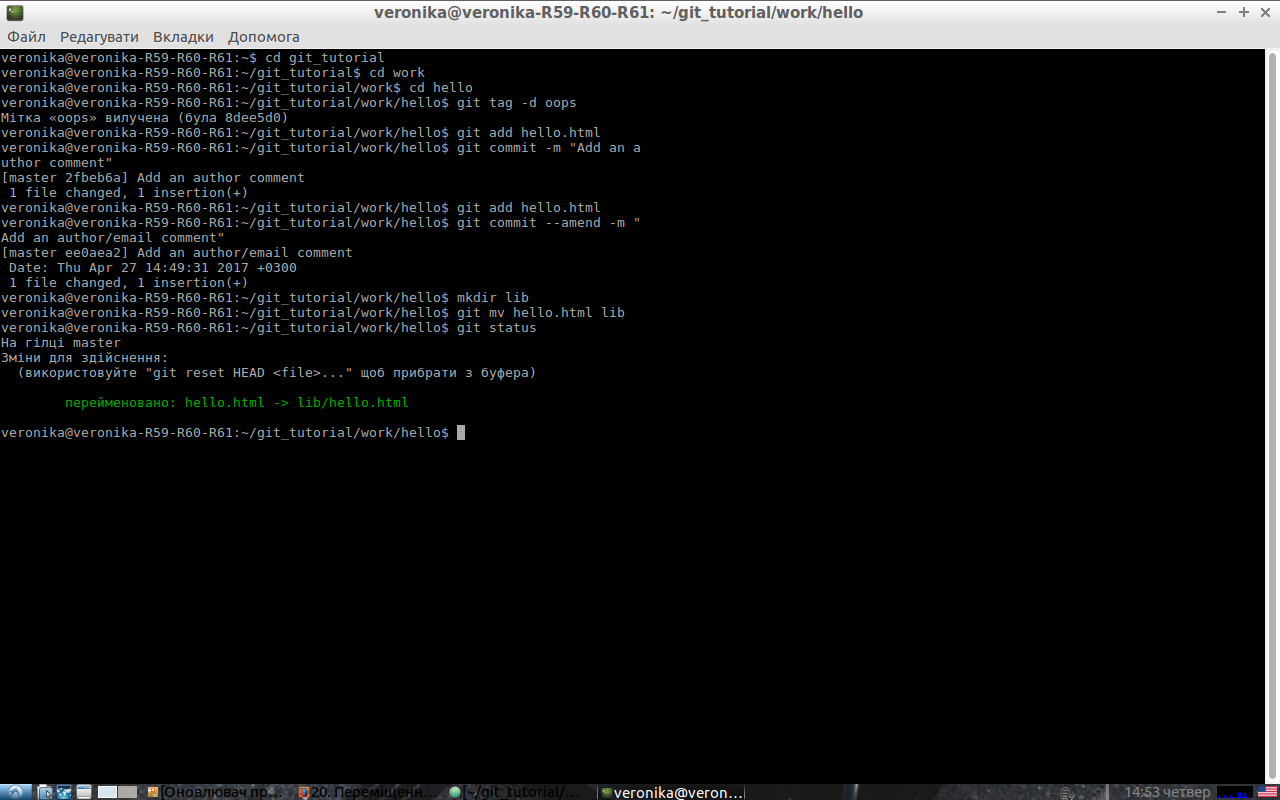 veronika@veronika-R59-R60-R61: ~/git_tutorial/work/hello
Файл Редагувати Вкладки Допомога
veronika@veronika-R59-R60-R61:~$ cd git_tutorial
veronika@veronika-R59-R60-R61:~/git_tutorial$ cd work
veronika@veronika-R59-R60-R61:~/git_tutorial/work$ cd hello
veronika@veronika-R59-R60-R61:~/git_tutorial/work/hello$ git tag -d oops
Мітка «oops» вилучена (була 8dee5d0)
veronika@veronika-R59-R60-R61:~/git_tutorial/work/hello$ git add hello.html
veronika@veronika-R59-R60-R61:~/git_tutorial/work/hello$ git commit -m "Add an a
uthor comment"
[master 2fbeb6a] Add an author comment
 1 file changed, 1 insertion(+)
veronika@veronika-R59-R60-R61:~/git_tutorial/work/hello$ git add hello.html
veronika@veronika-R59-R60-R61:~/git_tutorial/work/hello$ git commit --amend -m "
Add an author/email comment"
[master ee0aea2] Add an author/email comment
 Date: Thu Apr 27 14:49:31 2017 +0300
 1 file changed, 1 insertion(+)
veronika@veronika-R59-R60-R61:~/git_tutorial/work/hello$ mkdir lib
veronika@veronika-R59-R60-R61:~/git_tutorial/work/hello$ git mv hello.html lib
veronika@veronika-R59-R60-R61:~/git_tutorial/work/hello$ git status
На гілці master
Зміни для здійснення:
  (використовуйте "git reset HEAD <file>..." щоб прибрати з буфера)
        перейменовано: hello.html -> lib/hello.html
veronika@veronika-R59-R60-R61:~/git_tutorial/work/hello$
[Оновлювач пр... 20. Переміщенн... [~/git_tutorial/... veronika@veron... 14:53 четвер